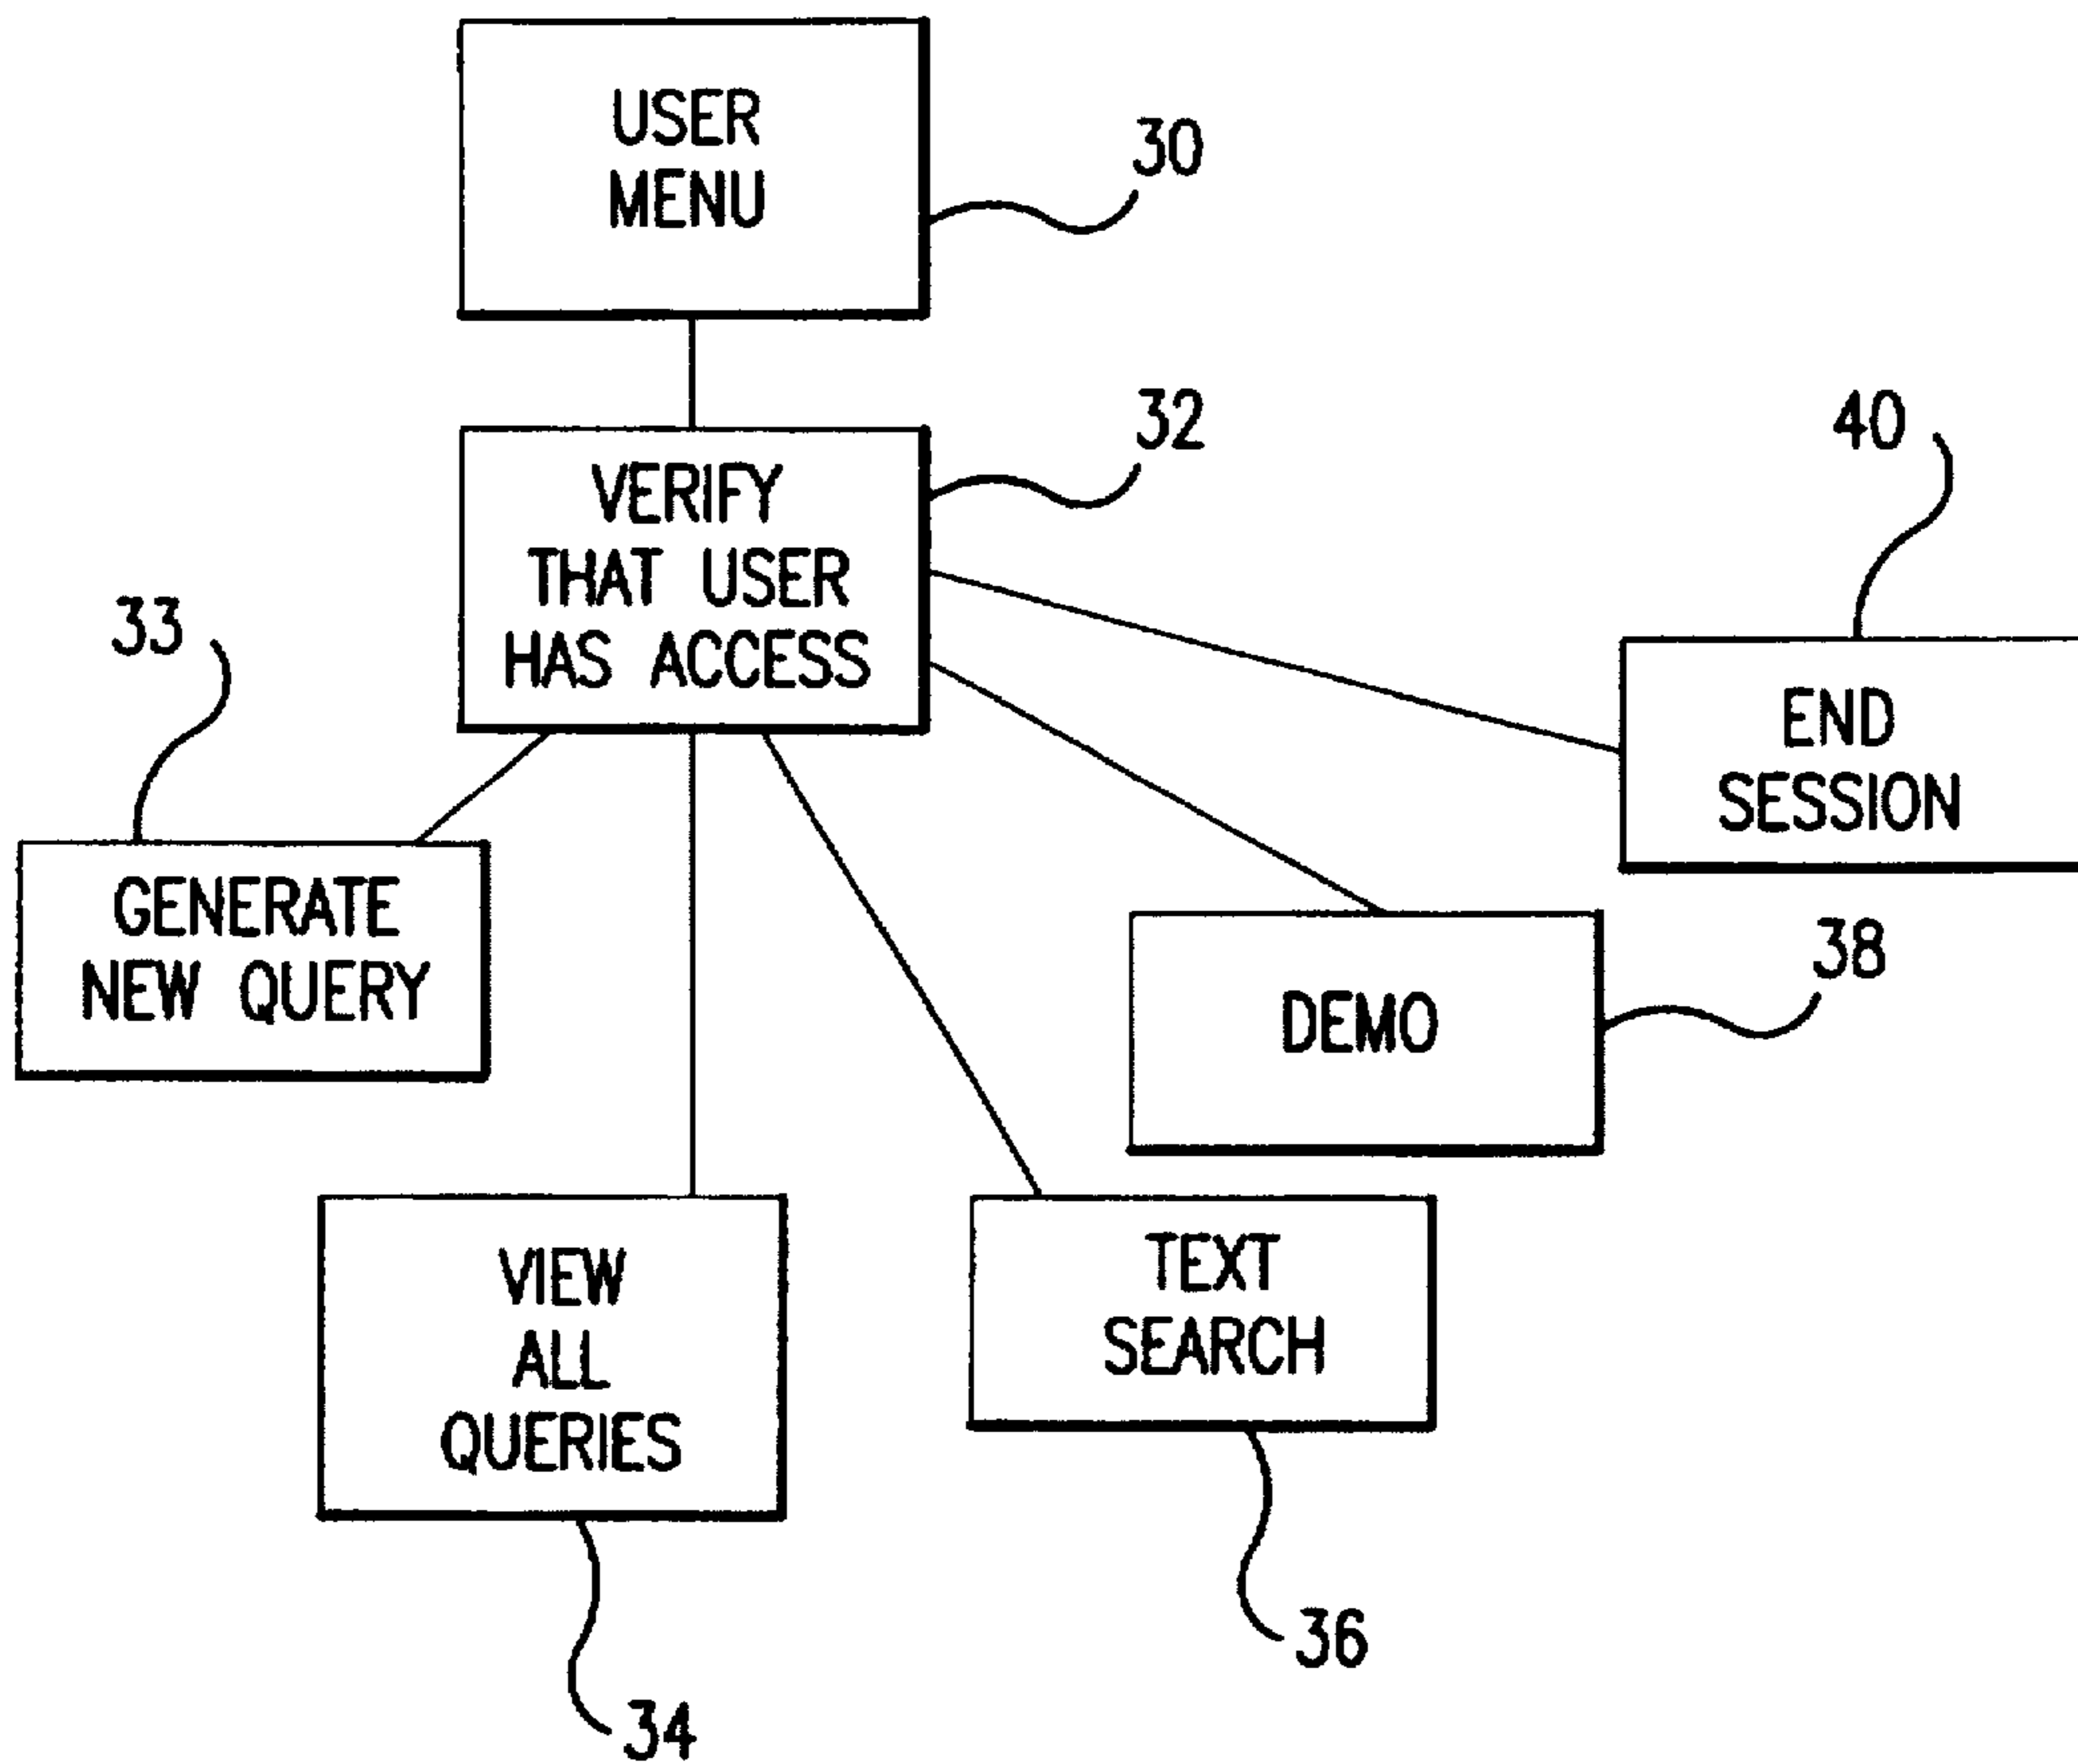 USER
MENU
30
VERIFY
THAT USER
HAS ACCESS
32
40
33
END
SESSION
GENERATE
NEW QUERY
DEMO
38
VIEW
ALL
QUERIES
TEXT
SEARCH
36
34